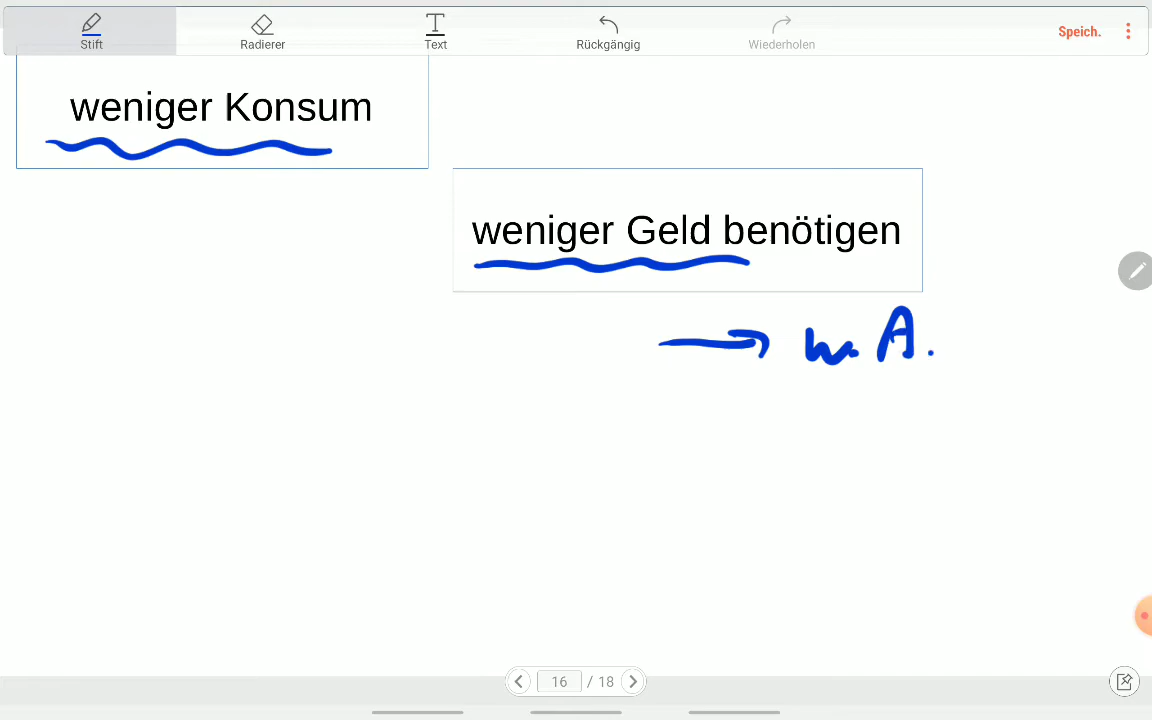 Stift Radierer Text Rückgängig Wiederholen Speich.
weniger Konsum
weniger Geld benötigen
→ w. A.
16 / 18